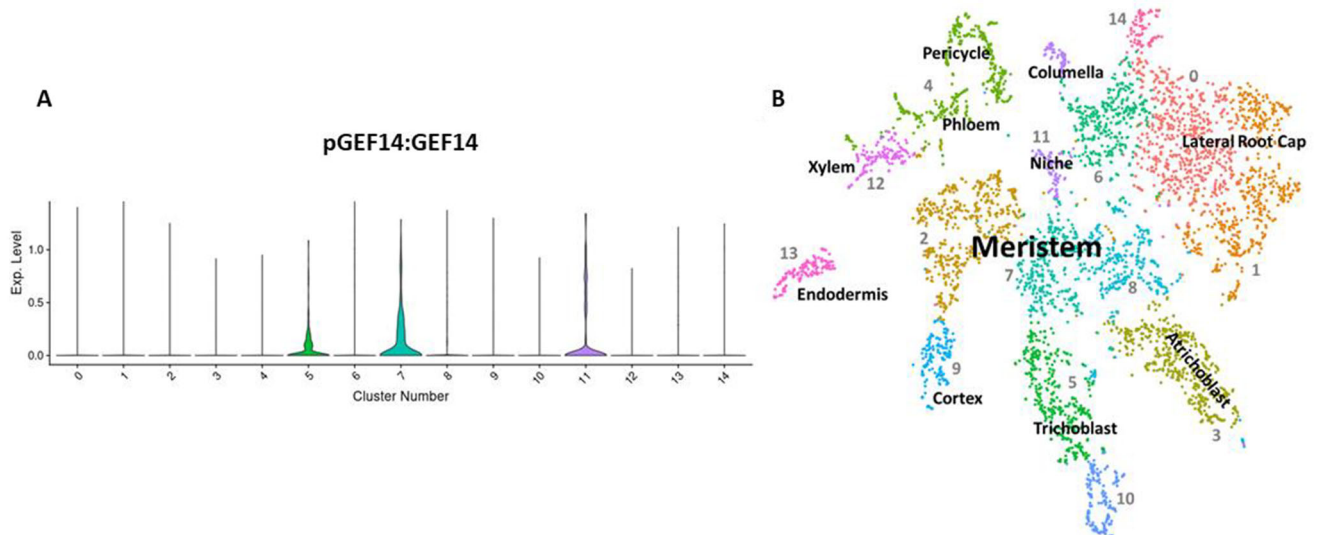 A
pGEF14:GEF14
Exp. Level
1.0
0.5
0.0
0 1 2 3 4 5 6 7 8 9 10 11 12 13 14
Cluster Number
B
14
Pericycle
Columella
0
4
Phloem
11
Lateral Root Cap
Xylem
Niche
12
6
2
Meristem
13
7
1
8
Endodermis
Atrichoblast
9
5
Cortex
Trichoblast
3
10